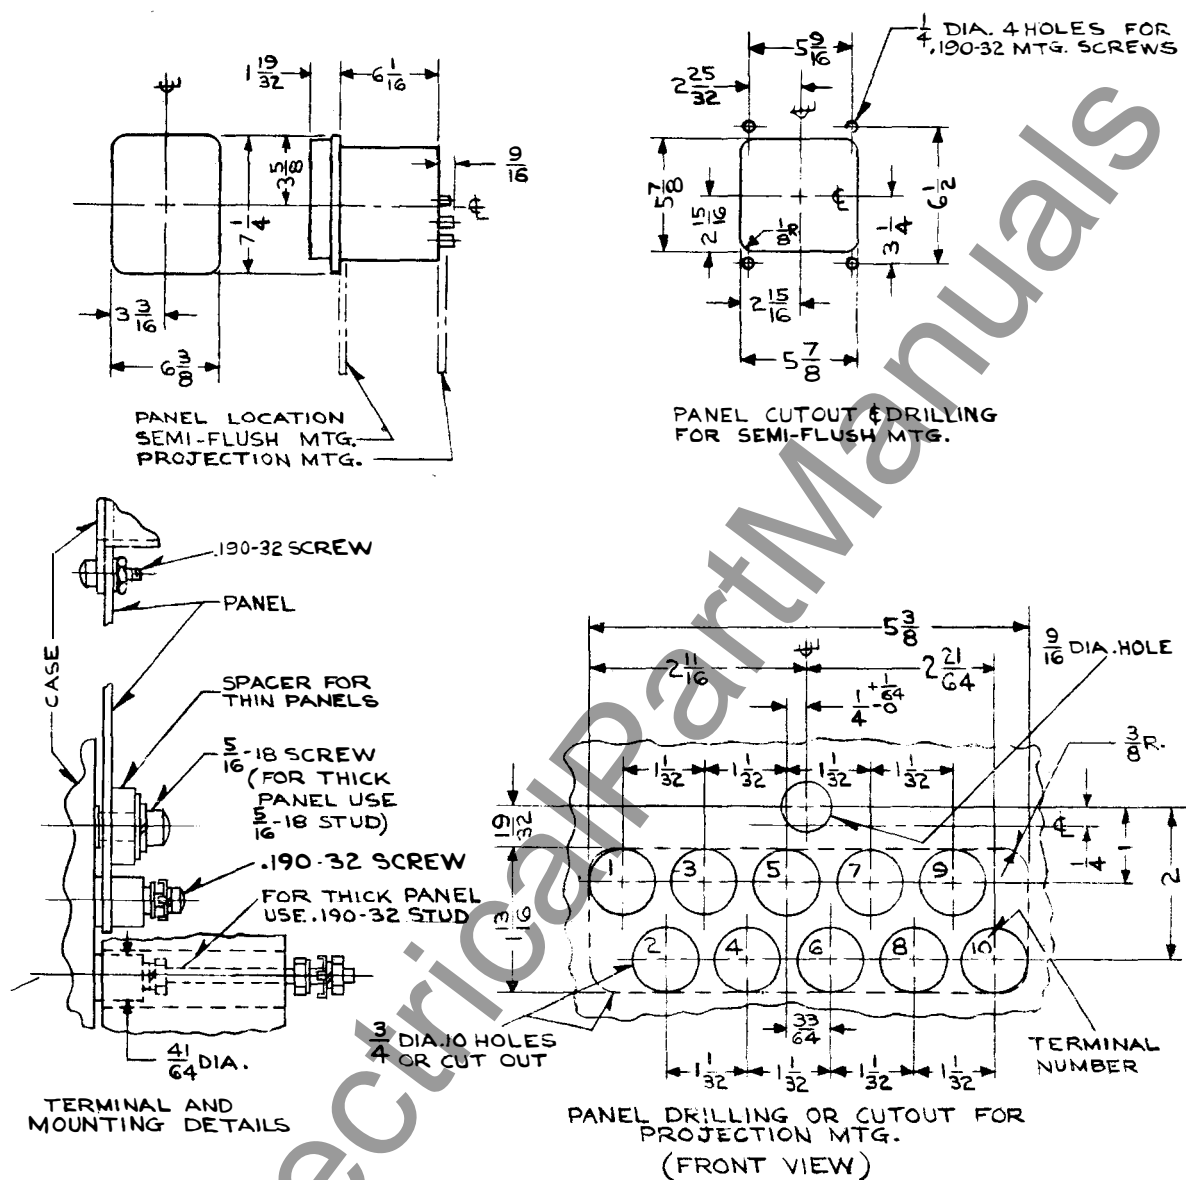 1 19/32
6 1/16
9/16
3 5/8
7 1/4
3 3/16
6 3/8
℄
℄
PANEL LOCATION
SEMI-FLUSH MTG.
PROJECTION MTG.
1/4 DIA. 4 HOLES FOR
.190-32 MTG. SCREWS
5 9/16
2 25/32
℄
5 7/8
2 15/16
1/8 R
℄
3 1/4
6 1/2
2 15/16
5 7/8
PANEL CUTOUT & DRILLING
FOR SEMI-FLUSH MTG.
.190-32 SCREW
PANEL
CASE
SPACER FOR
THIN PANELS
5/16-18 SCREW
(FOR THICK
PANEL USE
5/16-18 STUD)
.190-32 SCREW
FOR THICK PANEL
USE .190-32 STUD
41/64 DIA.
TERMINAL AND
MOUNTING DETAILS
5 3/8
2 11/16
℄
2 21/64
9/16 DIA. HOLE
1/4 +1/64 -0
3/8 R.
1 1/32
1 1/32
1 1/32
1 1/32
19/32
℄
1/4
1
2
1 13/16
1
3
5
7
9
2
4
6
8
10
3/4 DIA. 10 HOLES
OR CUT OUT
33/64
1 1/32
1 1/32
1 1/32
1 1/32
TERMINAL
NUMBER
PANEL DRILLING OR CUTOUT FOR
PROJECTION MTG.
(FRONT VIEW)
ectricalPartManuals